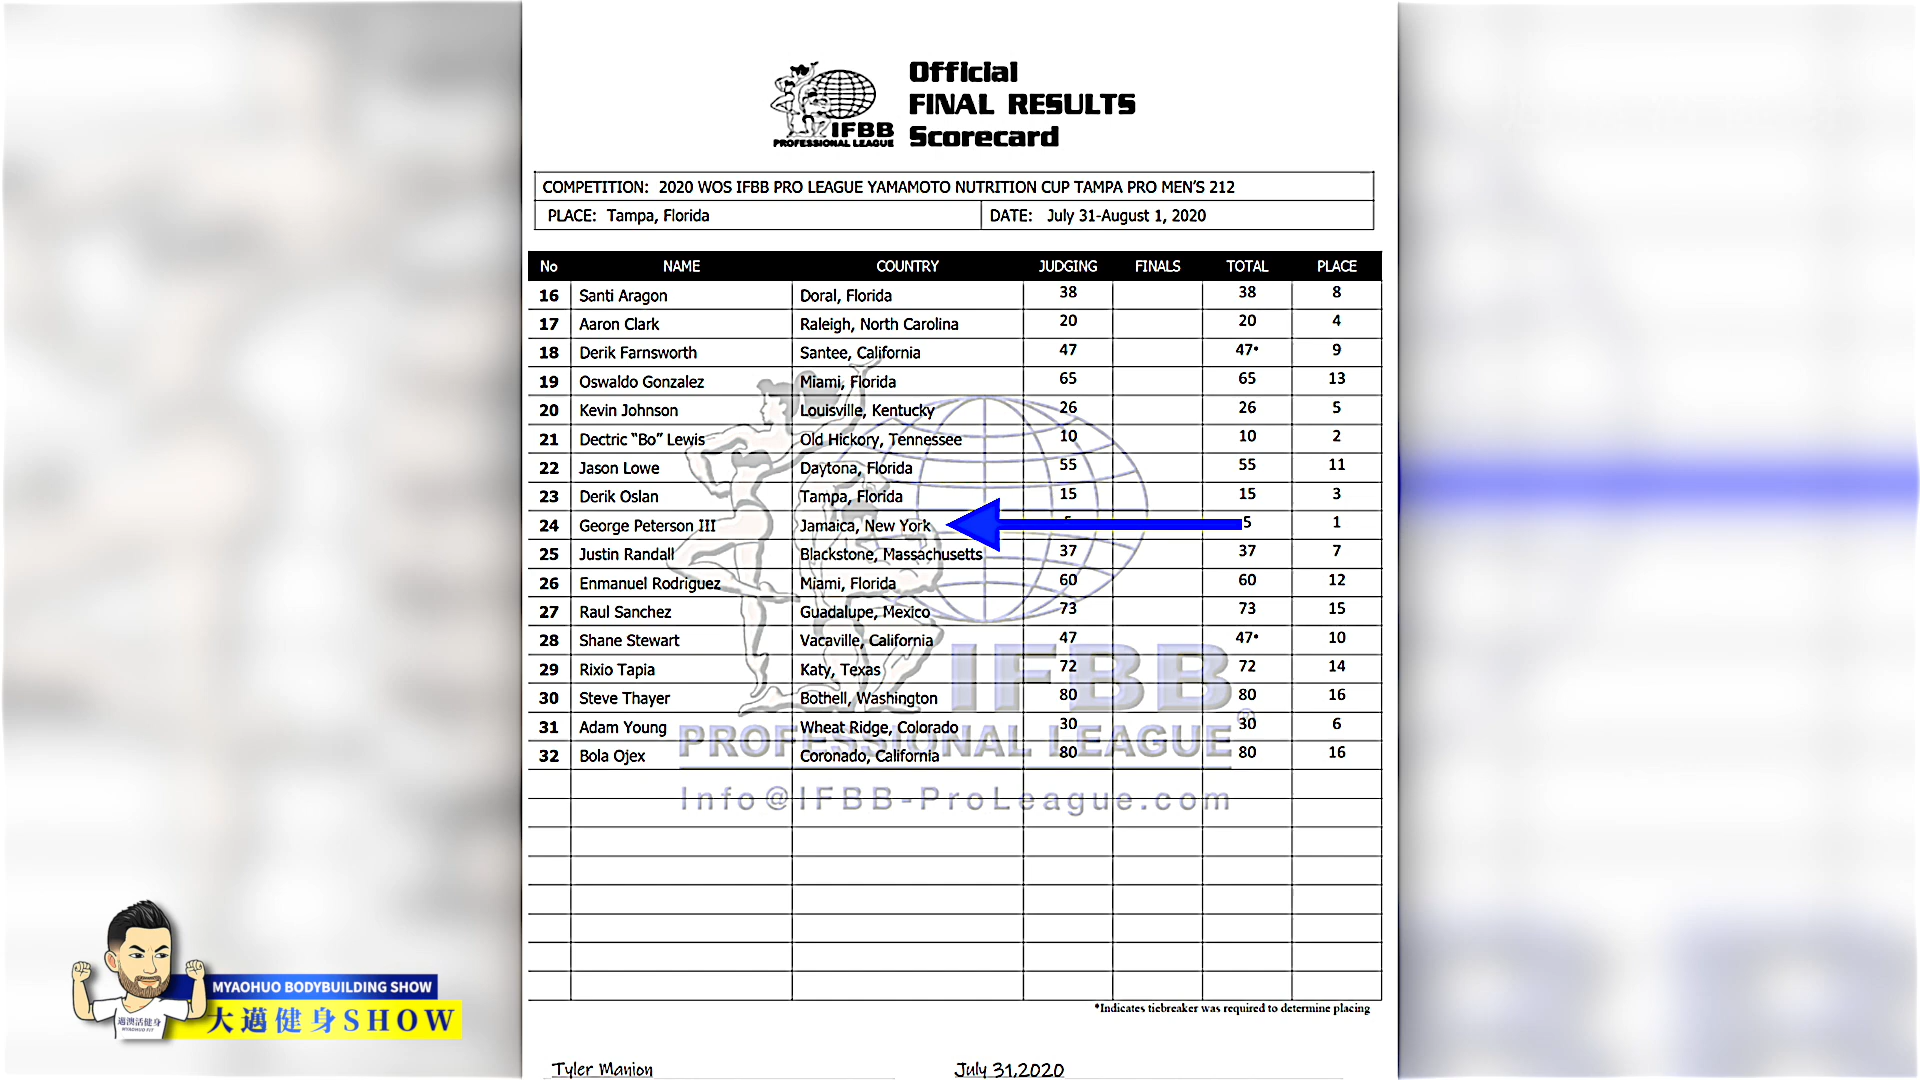 IFBB
PROFESSIONAL LEAGUE
Official
FINAL RESULTS
Scorecard
COMPETITION: 2020 WOS IFBB PRO LEAGUE YAMAMOTO NUTRITION CUP TAMPA PRO MEN'S 212
PLACE: Tampa, Florida DATE: July 31-August 1, 2020
No NAME COUNTRY JUDGING FINALS TOTAL PLACE
16 Santi Aragon Doral, Florida 38 38 8
17 Aaron Clark Raleigh, North Carolina 20 20 4
18 Derik Farnsworth Santee, California 47 47* 9
19 Oswaldo Gonzalez Miami, Florida 65 65 13
20 Kevin Johnson Louisville, Kentucky 26 26 5
21 Dectric "Bo" Lewis Old Hickory, Tennessee 10 10 2
22 Jason Lowe Daytona, Florida 55 55 11
23 Derik Oslan Tampa, Florida 15 15 3
24 George Peterson III Jamaica, New York 5 1
25 Justin Randall Blackstone, Massachusetts 37 37 7
26 Enmanuel Rodriguez Miami, Florida 60 60 12
27 Raul Sanchez Guadalupe, Mexico 73 73 15
28 Shane Stewart Vacaville, California 47 47* 10
29 Rixio Tapia Katy, Texas 72 72 14
30 Steve Thayer Bothell, Washington 80 80 16
31 Adam Young Wheat Ridge, Colorado 30 30 6
32 Bola Ojex Coronado, California 80 80 16
IFBB
PROFESSIONAL LEAGUE
Info@IFBB-ProLeague.com
*Indicates tiebreaker was required to determine placing
Tyler Manion July 31,2020
MYAOHUO BODYBUILDING SHOW
大邁健身SHOW
邁澳活健身
MYAOHUO FIT